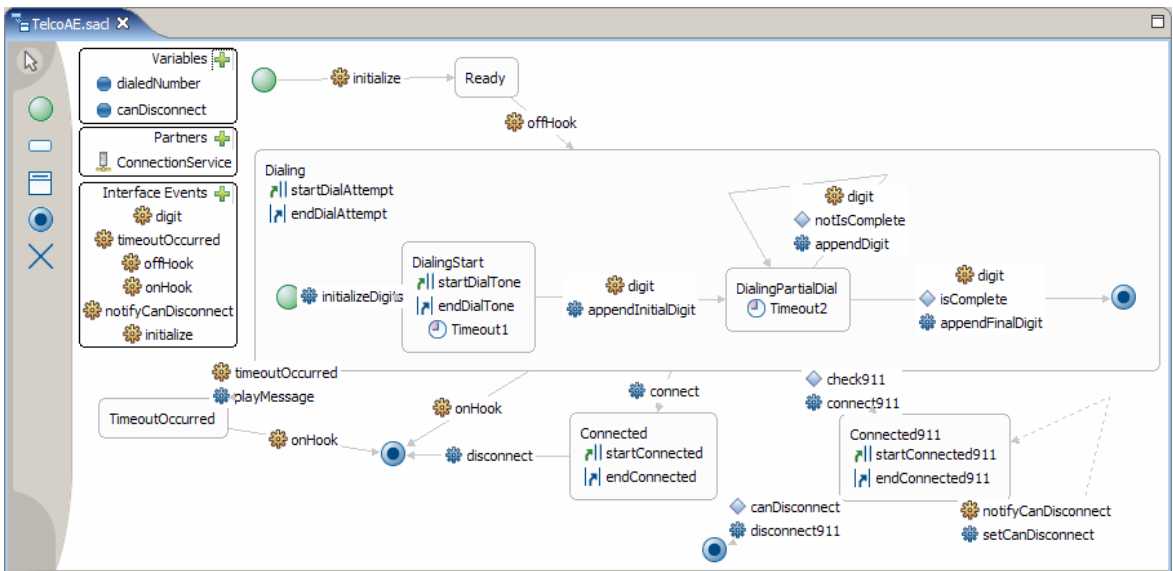 TelcoAE.sacl
Variables
dialedNumber
canDisconnect
Partners
ConnectionService
Interface Events
digit
timeoutOccurred
offHook
onHook
notifyCanDisconnect
initialize
initialize
Ready
offHook
Dialing
startDialAttempt
endDialAttempt
digit
notIsComplete
appendDigit
initializeDigits
DialingStart
startDialTone
endDialTone
Timeout1
digit
appendInitialDigit
DialingPartialDial
Timeout2
digit
isComplete
appendFinalDigit
timeoutOccurred
playMessage
TimeoutOccurred
onHook
onHook
disconnect
connect
Connected
startConnected
endConnected
check911
connect911
Connected911
startConnected911
endConnected911
canDisconnect
disconnect911
notifyCanDisconnect
setCanDisconnect